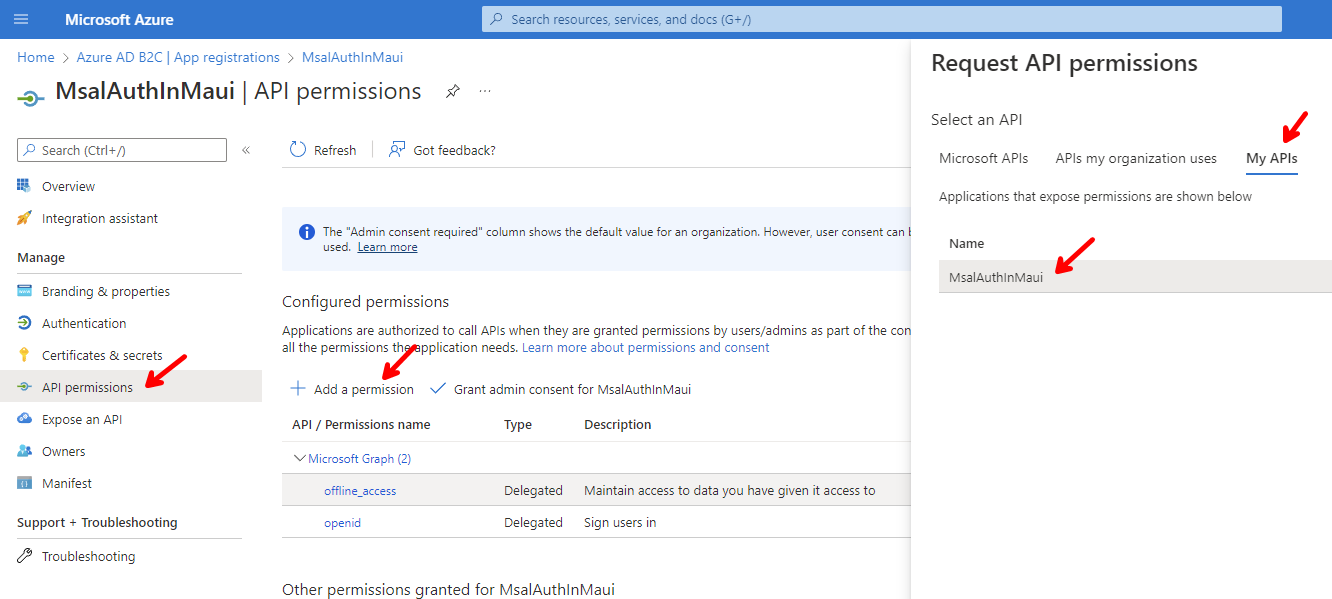 Microsoft Azure
Search resources, services, and docs (G+/)
Home > Azure AD B2C | App registrations > MsalAuthInMaui
MsalAuthInMaui | API permissions ...
Search (Ctrl+/) «
Overview
Integration assistant
Manage
Branding & properties
Authentication
Certificates & secrets
API permissions
Expose an API
Owners
Manifest
Support + Troubleshooting
Troubleshooting
Refresh | Got feedback?
The "Admin consent required" column shows the default value for an organization. However, user consent can b
used. Learn more
Configured permissions
Applications are authorized to call APIs when they are granted permissions by users/admins as part of the con
all the permissions the application needs. Learn more about permissions and consent
Add a permission Grant admin consent for MsalAuthInMaui
API / Permissions name Type Description
Microsoft Graph (2)
offline_access Delegated Maintain access to data you have given it access to
openid Delegated Sign users in
Other permissions granted for MsalAuthInMaui
Request API permissions
Select an API
Microsoft APIs APIs my organization uses My APIs
Applications that expose permissions are shown below
Name
MsalAuthInMaui